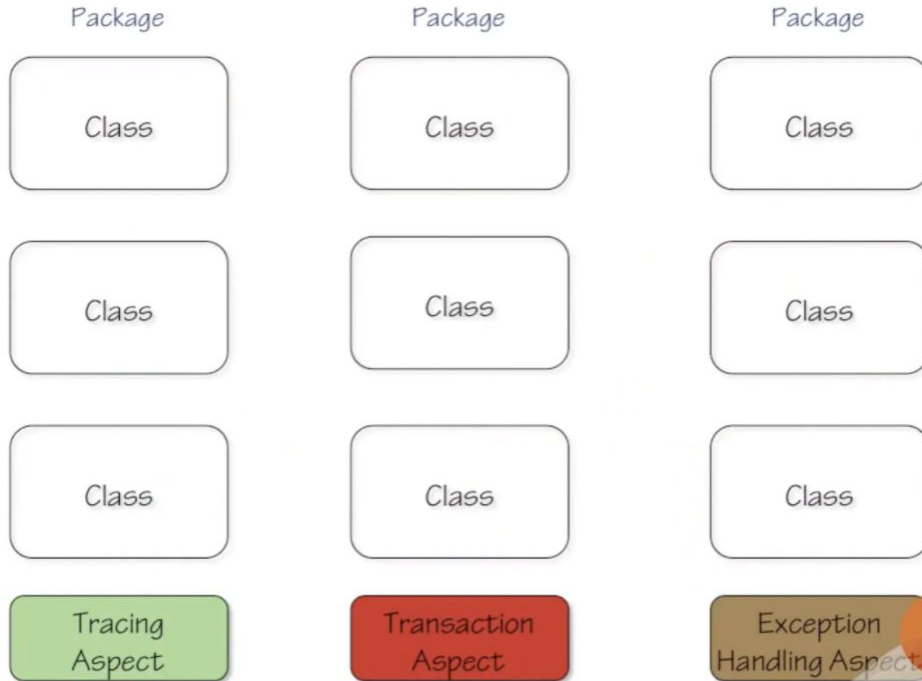 Package Package Package
Class Class Class
Class Class Class
Class Class Class
Tracing Transaction Exception
Aspect Aspect Handling Aspect